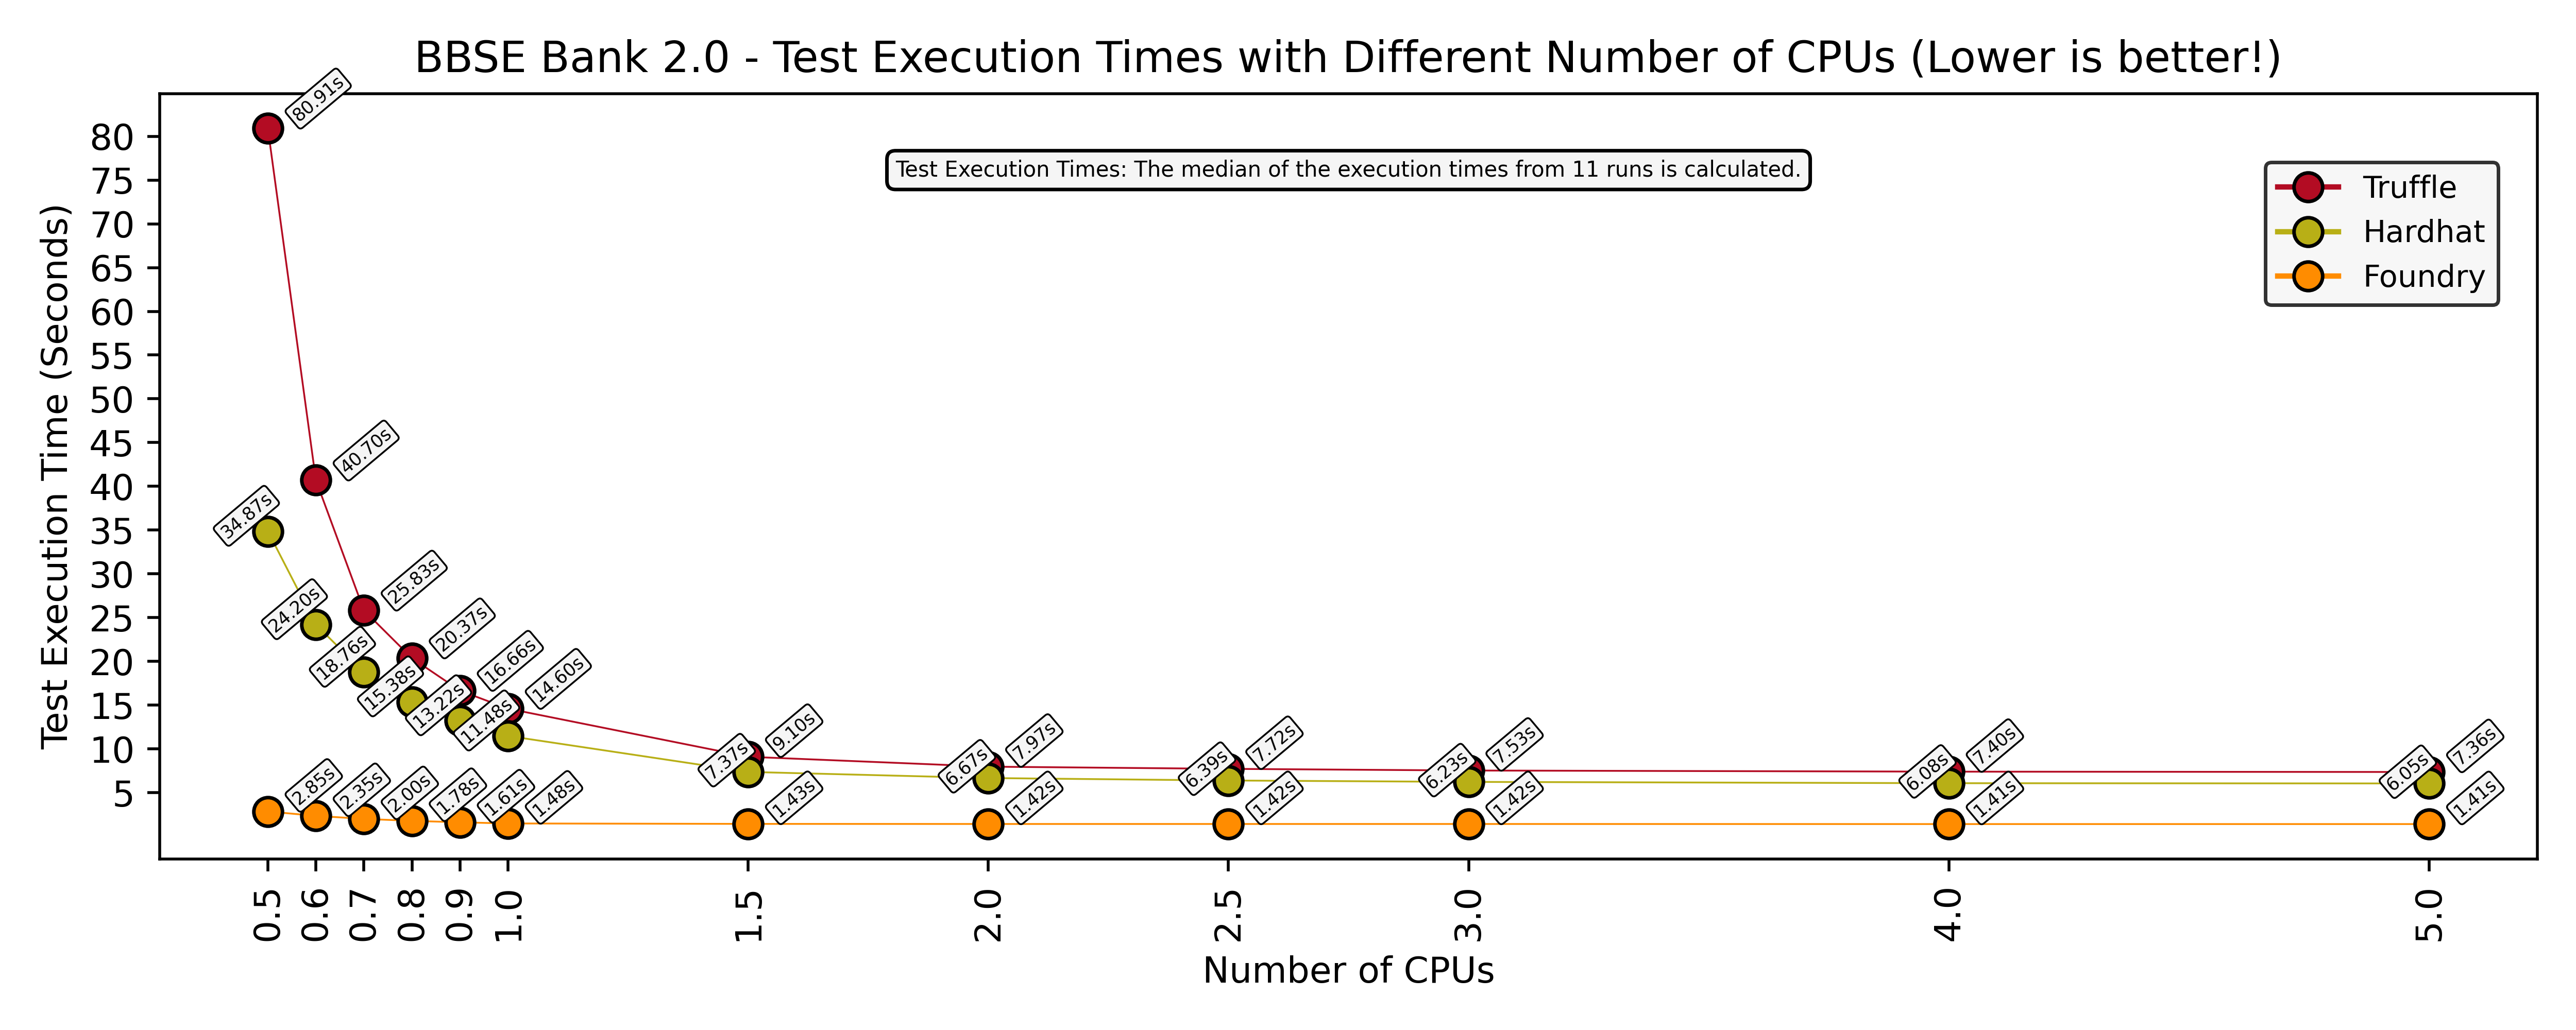 BBSE Bank 2.0 - Test Execution Times with Different Number of CPUs (Lower is better!)
Test Execution Times: The median of the execution times from 11 runs is calculated.
Truffle
Hardhat
Foundry
Test Execution Time (Seconds)
80
75
70
65
60
55
50
45
40
35
30
25
20
15
10
5
80.91s
40.70s
25.83s
20.37s
16.66s
14.60s
9.10s
7.97s
7.72s
7.53s
7.40s
7.36s
34.87s
24.20s
18.76s
15.38s
13.22s
11.48s
7.37s
6.67s
6.39s
6.23s
6.08s
6.05s
2.85s
2.35s
2.00s
1.78s
1.61s
1.48s
1.43s
1.42s
1.42s
1.42s
1.41s
1.41s
0.5
0.6
0.7
0.8
0.9
1.0
1.5
2.0
2.5
3.0
4.0
5.0
Number of CPUs